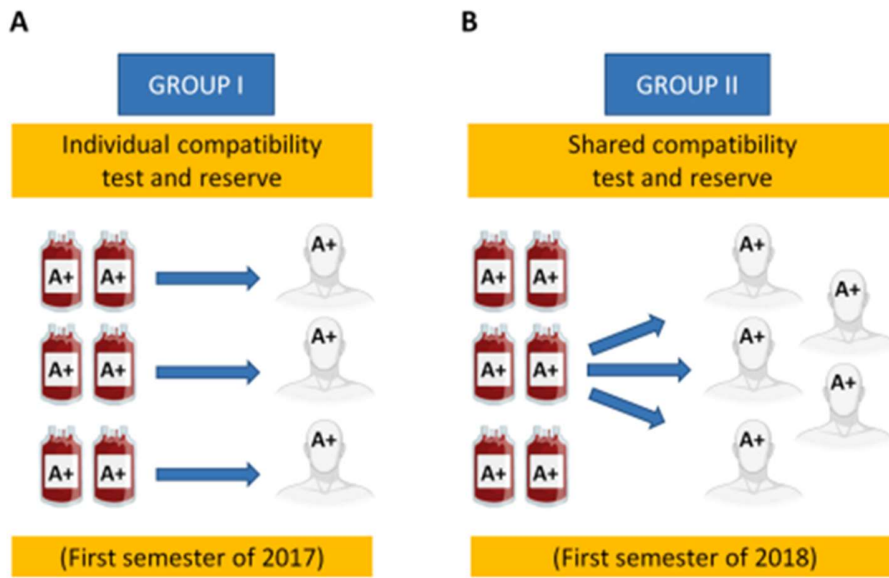 A
GROUP I
Individual compatibility
test and reserve
A+ A+
A+
A+ A+
A+
A+ A+
A+
(First semester of 2017)
B
GROUP II
Shared compatibility
test and reserve
A+ A+
A+
A+
A+ A+
A+
A+
A+ A+
A+
(First semester of 2018)